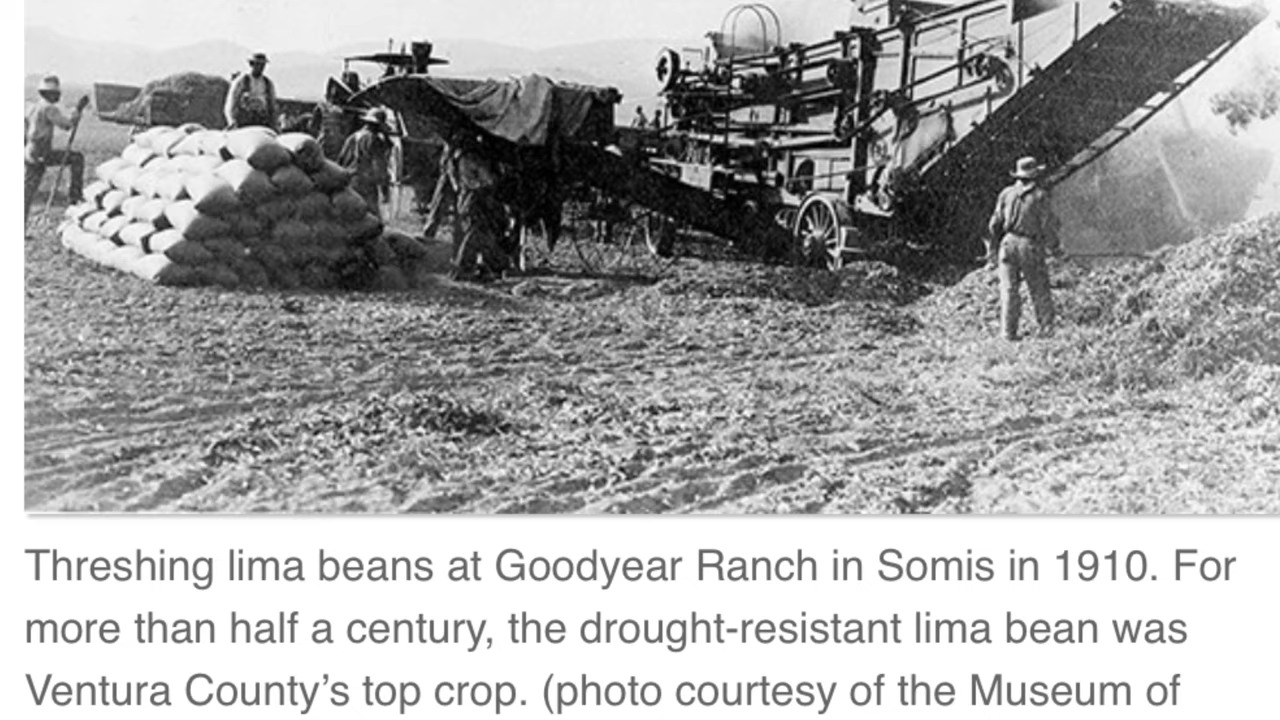 Threshing lima beans at Goodyear Ranch in Somis in 1910. For
more than half a century, the drought-resistant lima bean was
Ventura County’s top crop. (photo courtesy of the Museum of